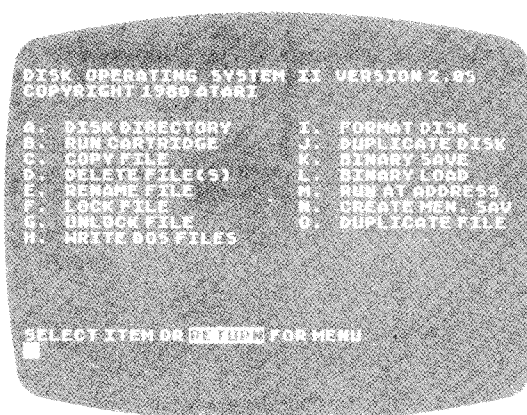 DISK OPERATING SYSTEM II VERSION 2.0S
COPYRIGHT 1980 ATARI
A. DISK DIRECTORY
B. RUN CARTRIDGE
C. COPY FILE
D. DELETE FILE(S)
E. RENAME FILE
F. LOCK FILE
G. UNLOCK FILE
H. WRITE DOS FILES
I. FORMAT DISK
J. DUPLICATE DISK
K. BINARY SAVE
L. BINARY LOAD
M. RUN AT ADDRESS
N. CREATE MEM. SAV
O. DUPLICATE FILE
SELECT ITEM OR RETURN FOR MENU